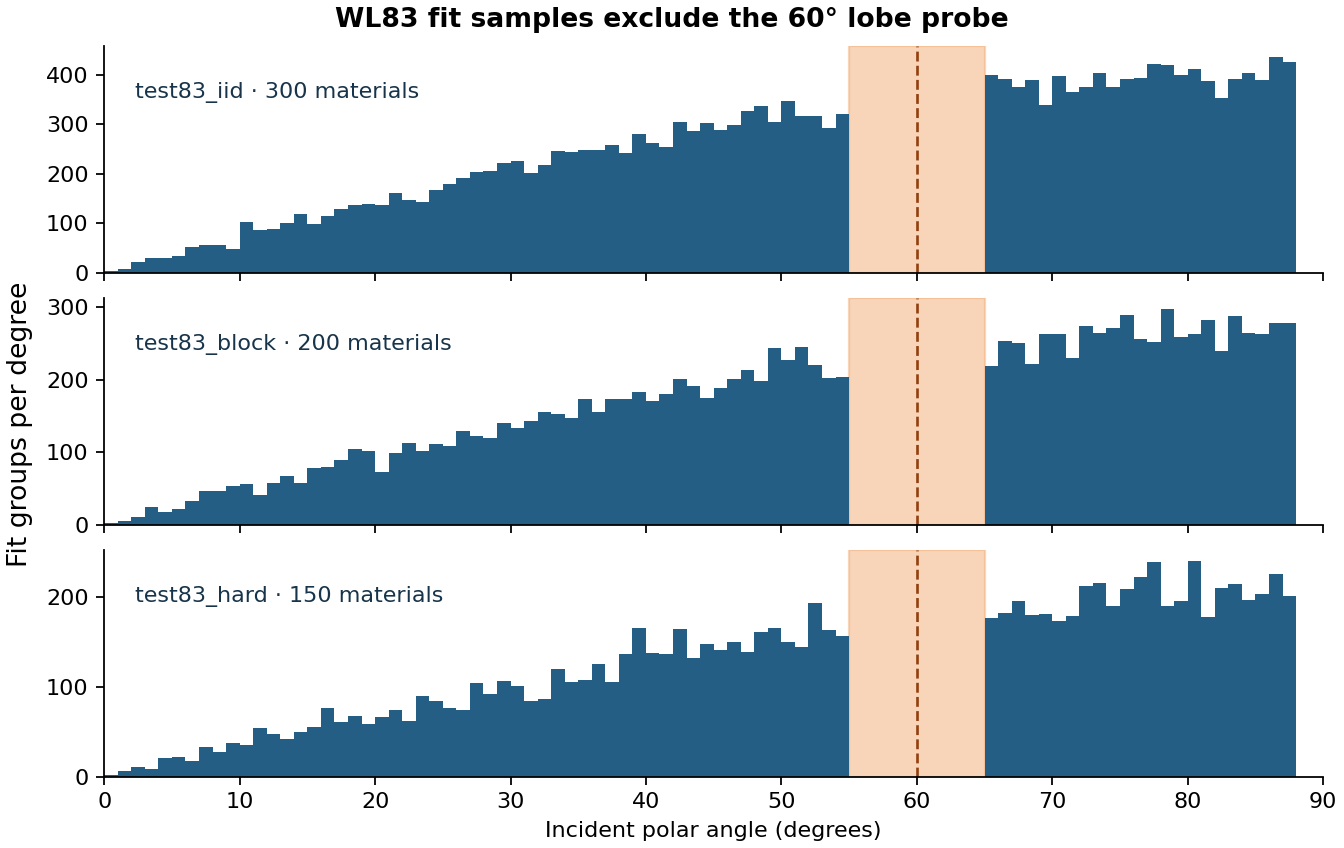 WL83 fit samples exclude the 60° lobe probe
Fit groups per degree
400
300
200
100
0
test83_iid · 300 materials
300
200
100
0
test83_block · 200 materials
200
100
0
test83_hard · 150 materials
0 10 20 30 40 50 60 70 80 90
Incident polar angle (degrees)